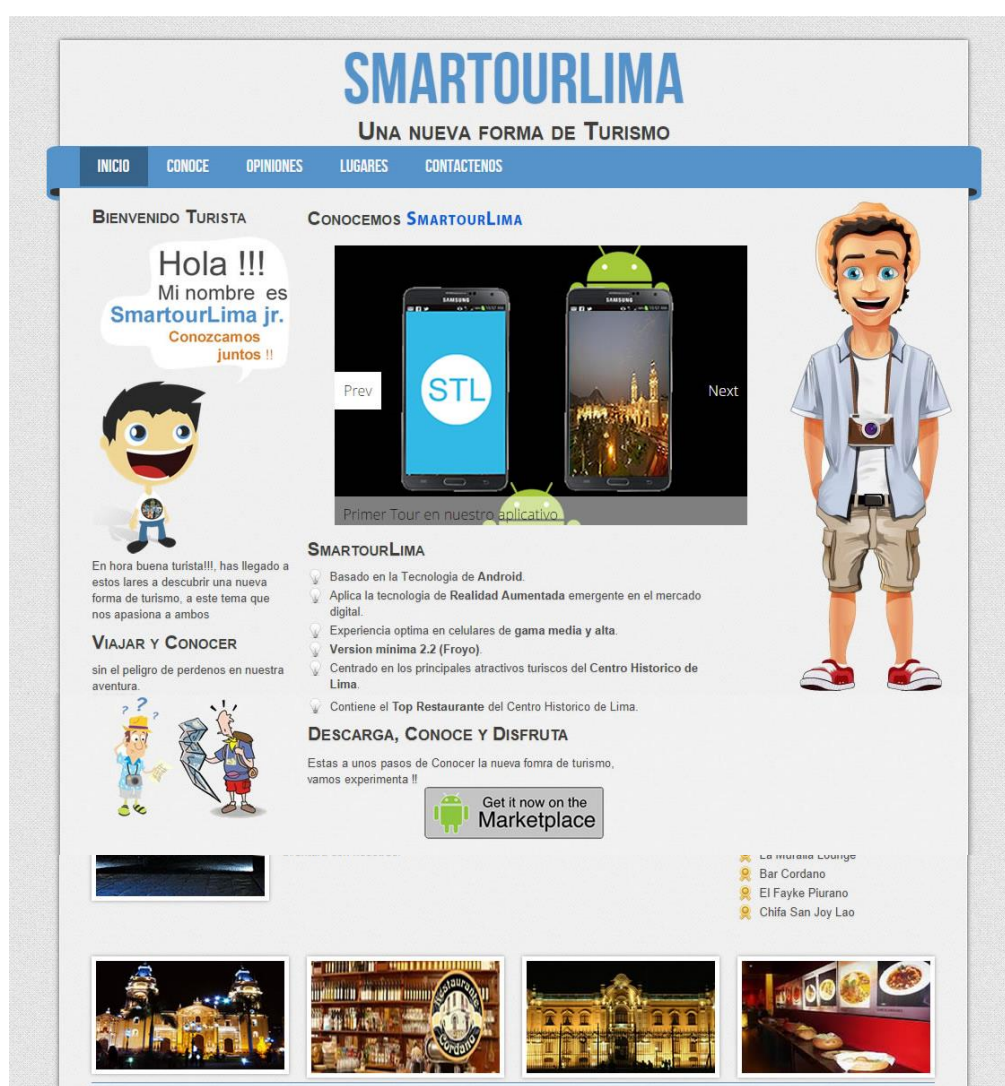 SMARTOURLIMA
UNA NUEVA FORMA DE TURISMO
INICIO CONOCE OPINIONES LUGARES CONTACTENOS
BIENVENIDO TURISTA
Hola !!!
Mi nombre es
SmartourLima jr.
Conozcamos
juntos !!
En hora buena turista!!!, has llegado a
estos lares a descubrir una nueva
forma de turismo, a este tema que
nos apasiona a ambos
VIAJAR Y CONOCER
sin el peligro de perdenos en nuestra
aventura.
? ? ?
CONOCEMOS SMARTOURLIMA
SAMSUNG
SAMSUNG
Prev
STL
Next
Primer Tour en nuestro aplicativo
SMARTOURLIMA
Basado en la Tecnologia de Android.
Aplica la tecnologia de Realidad Aumentada emergente en el mercado
digital.
Experiencia optima en celulares de gama media y alta.
Version minima 2.2 (Froyo).
Centrado en los principales atractivos turiscos del Centro Historico de
Lima.
Contiene el Top Restaurante del Centro Historico de Lima.
DESCARGA, CONOCE Y DISFRUTA
Estas a unos pasos de Conocer la nueva fomra de turismo,
vamos experimenta !!
Get it now on the
Marketplace
La Muralla Lounge
Bar Cordano
El Fayke Piurano
Chifa San Joy Lao
Restaurante
Cordano